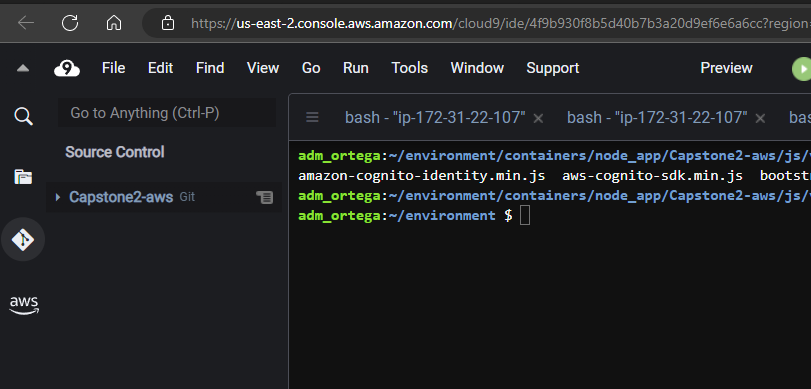 https://us-east-2.console.aws.amazon.com/cloud9/ide/4f9b930f8b5d40b7b3a20d9ef6e6a6cc?region=
9 File Edit Find View Go Run Tools Window Support Preview
Go to Anything (Ctrl-P)
bash - "ip-172-31-22-107" × bash - "ip-172-31-22-107" × bas
Source Control
Capstone2-aws Git
aws
adm_ortega:~/environment/containers/node_app/Capstone2-aws/js/
amazon-cognito-identity.min.js aws-cognito-sdk.min.js bootst
adm_ortega:~/environment/containers/node_app/Capstone2-aws/js/
adm_ortega:~/environment $